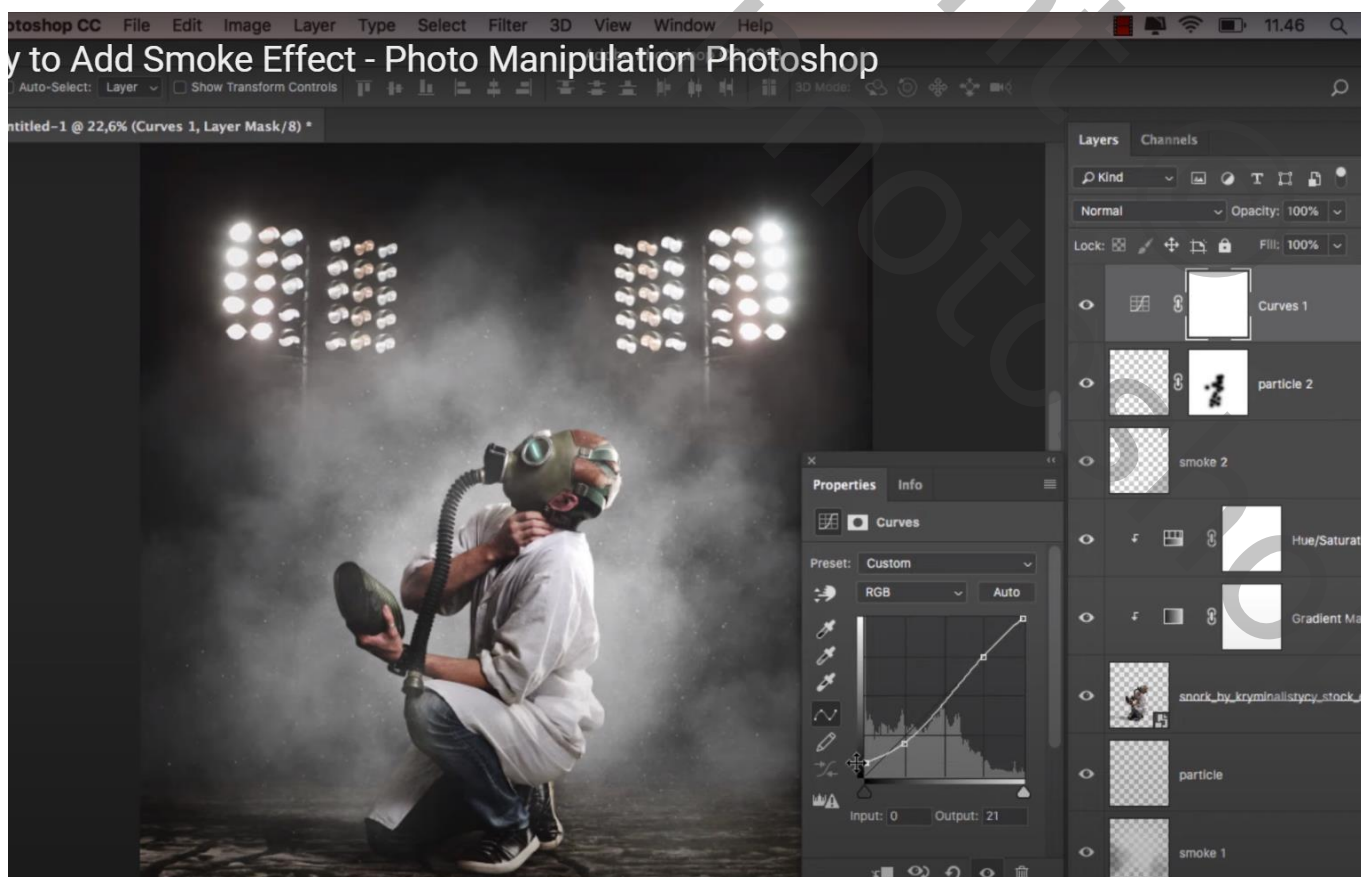 otoshop CC File Edit Image Layer Type Select Filter 3D View Window Help 11.46
y to Add Smoke Effect - Photo Manipulation Photoshop
Auto-Select: Layer Show Transform Controls 3D Mode:
ntitled-1 @ 22,6% (Curves 1, Layer Mask/8) *
Layers Channels
Kind
Normal Opacity: 100%
Lock: Fill: 100%
Curves 1
particle 2
smoke 2
Properties Info
Curves
Hue/Saturat
Preset: Custom
RGB Auto
Gradient Ma
snork_by_kryminalistycy_stock_
particle
Input: 0 Output: 21
smoke 1